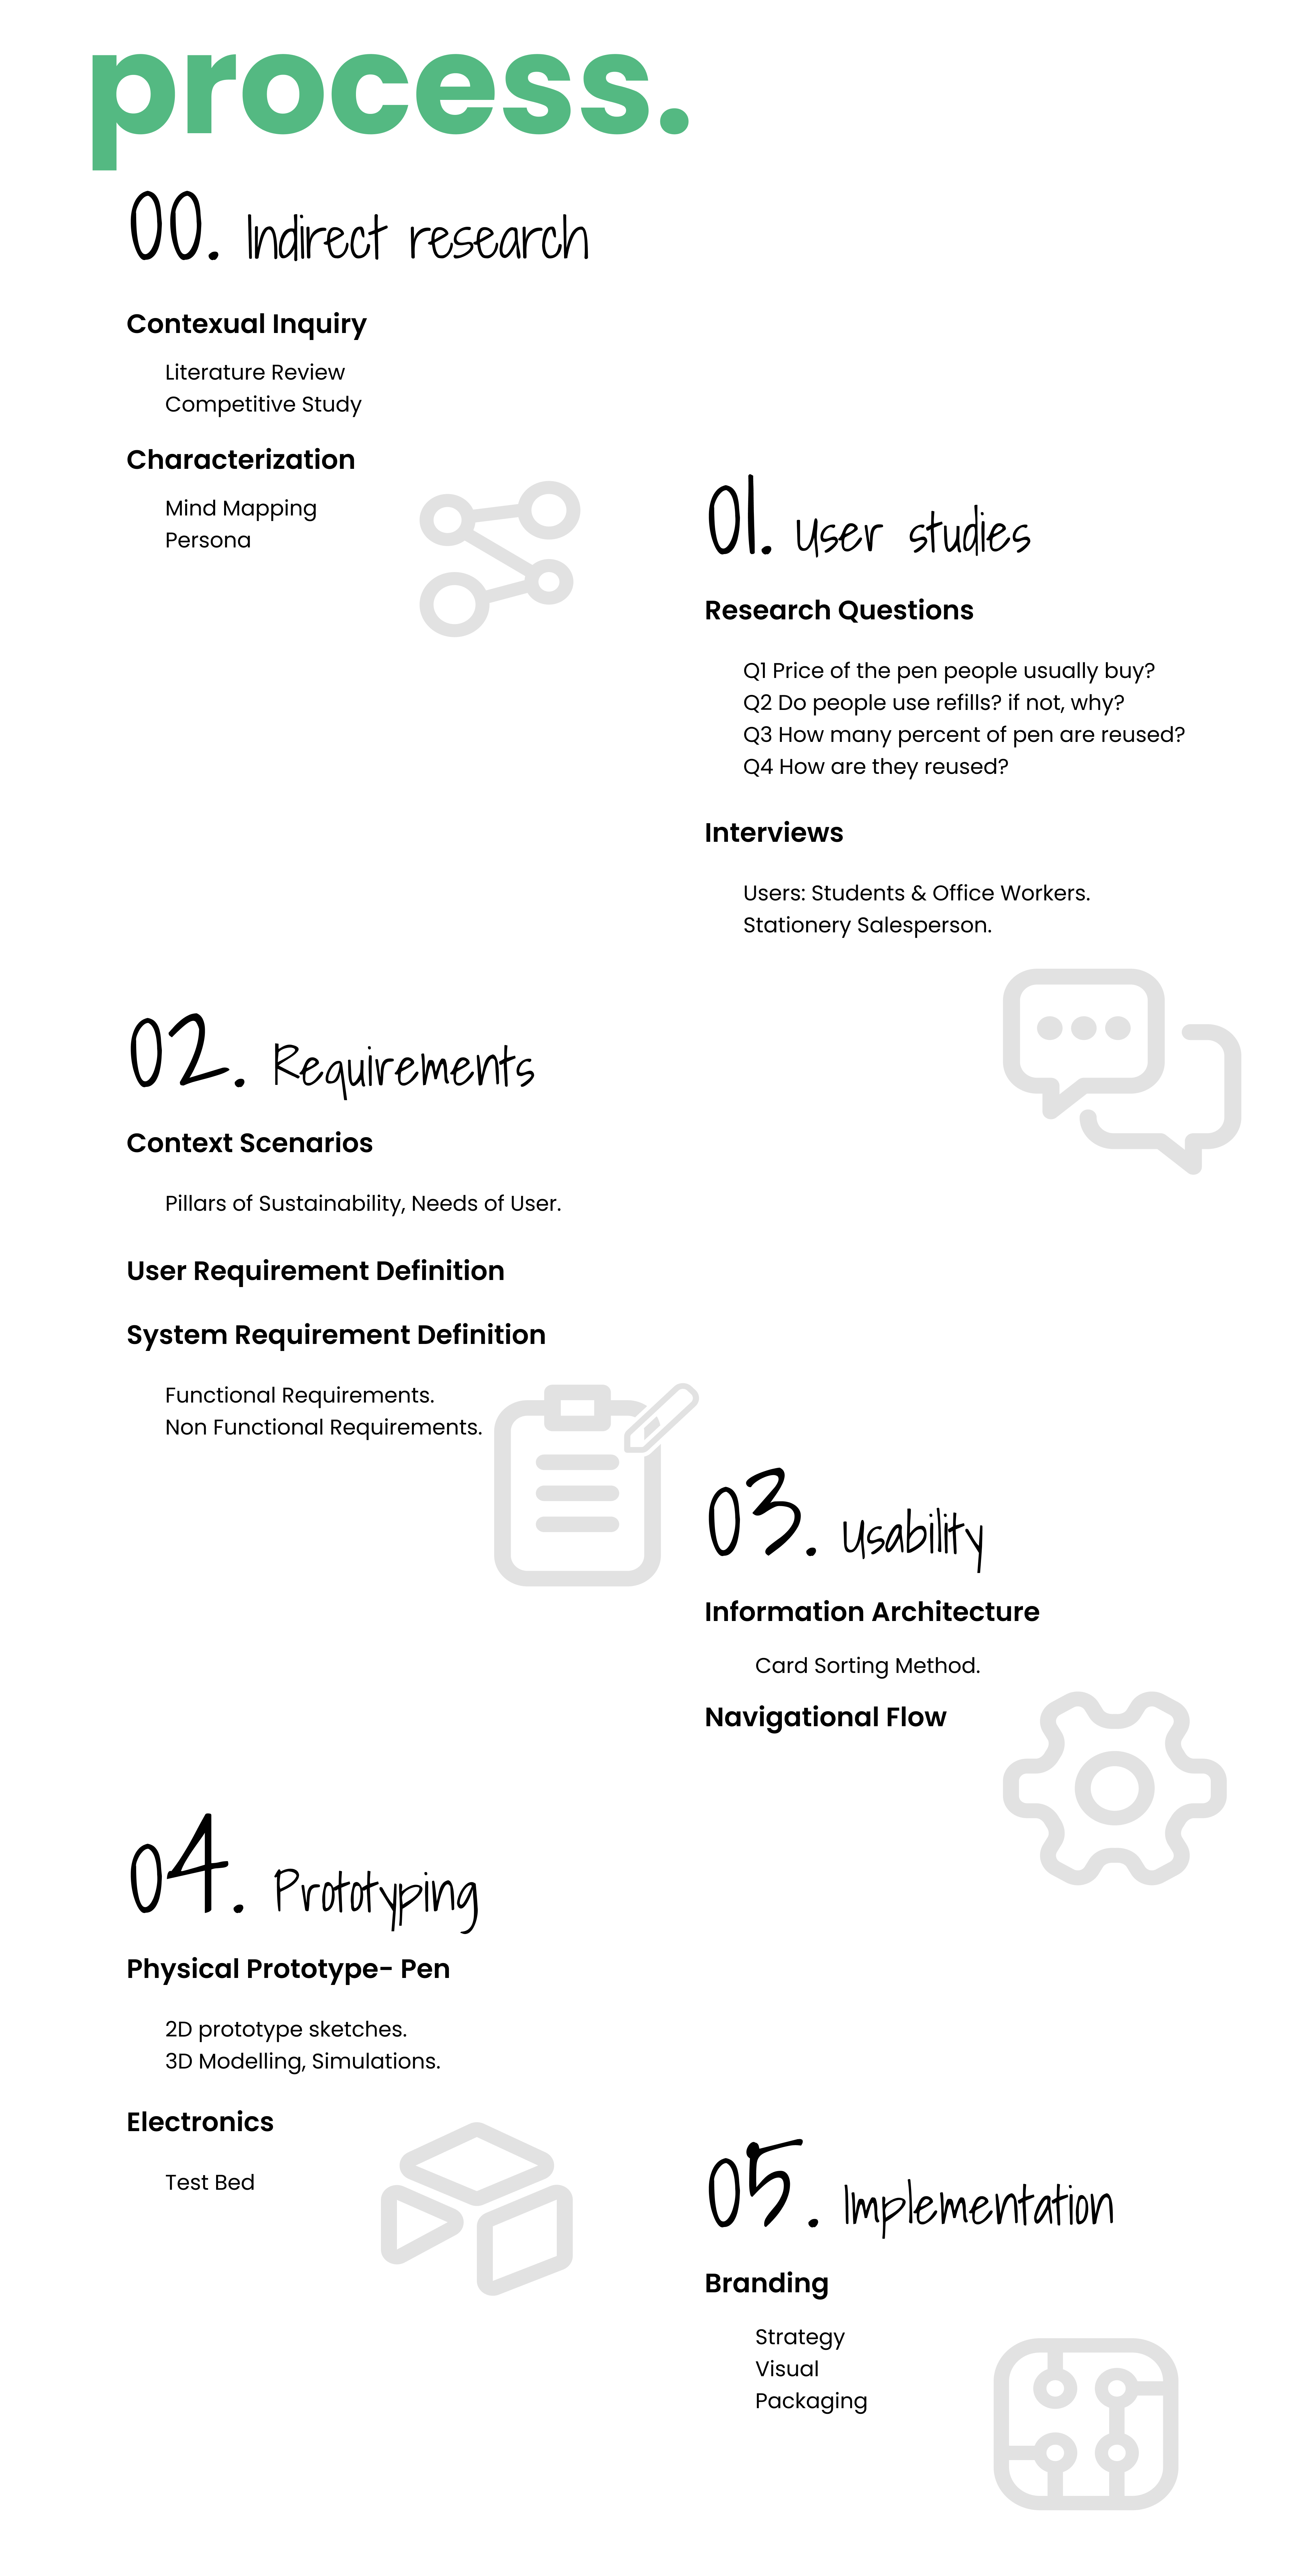 process.
00. Indirect research
Contexual Inquiry
Literature Review
Competitive Study
Characterization
Mind Mapping
Persona
01. User studies
Research Questions
Q1 Price of the pen people usually buy?
Q2 Do people use refills? if not, why?
Q3 How many percent of pen are reused?
Q4 How are they reused?
Interviews
Users: Students & Office Workers.
Stationery Salesperson.
02. Requirements
Context Scenarios
Pillars of Sustainability, Needs of User.
User Requirement Definition
System Requirement Definition
Functional Requirements.
Non Functional Requirements.
03. Usability
Information Architecture
Card Sorting Method.
Navigational Flow
04. Prototyping
Physical Prototype- Pen
2D prototype sketches.
3D Modelling, Simulations.
Electronics
Test Bed
05. Implementation
Branding
Strategy
Visual
Packaging